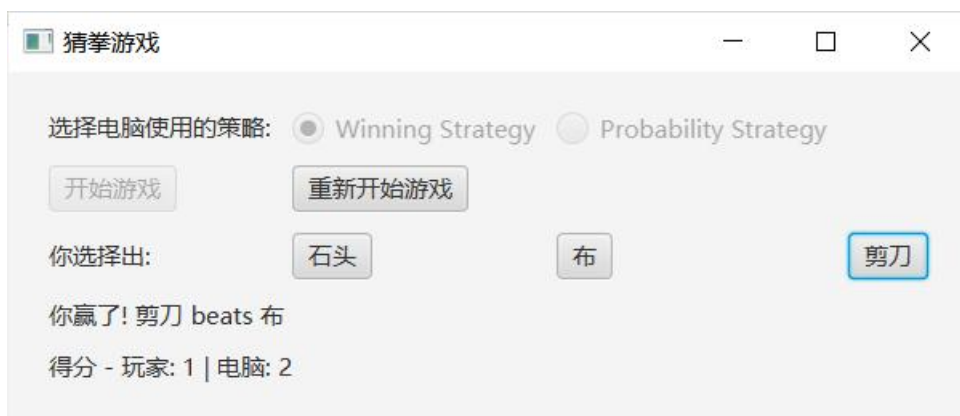 猜拳游戏
选择电脑使用的策略: Winning Strategy Probability Strategy
开始游戏 重新开始游戏
你选择出: 石头 布 剪刀
你赢了! 剪刀 beats 布
得分 - 玩家: 1 | 电脑: 2